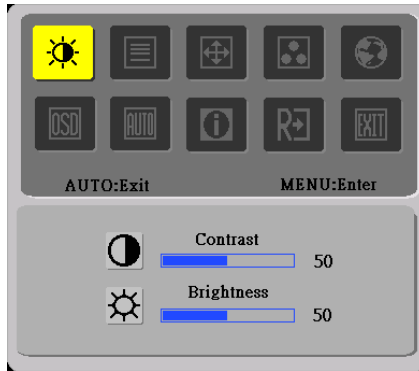 OSD AUTO i R EXIT
AUTO:Exit MENU:Enter
Contrast
50
Brightness
50